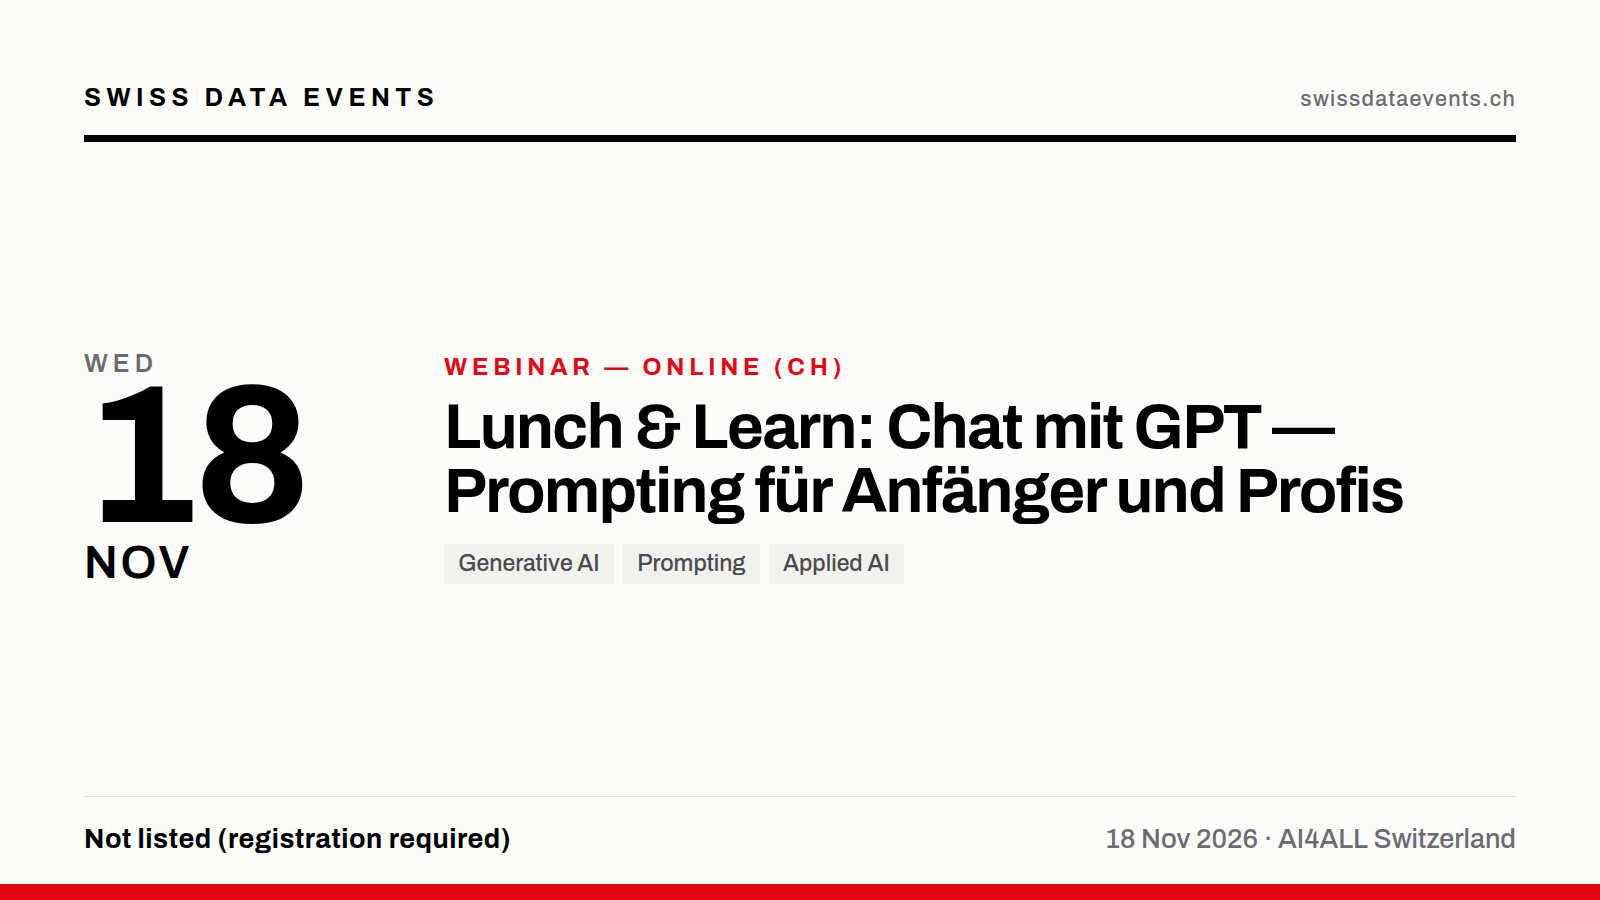 SWISS DATA EVENTS
swissdataevents.ch
WED
18
NOV
WEBINAR — ONLINE (CH)
Lunch & Learn: Chat mit GPT —
Prompting für Anfänger und Profis
Generative AI
Prompting
Applied AI
Not listed (registration required)
18 Nov 2026 · AI4ALL Switzerland